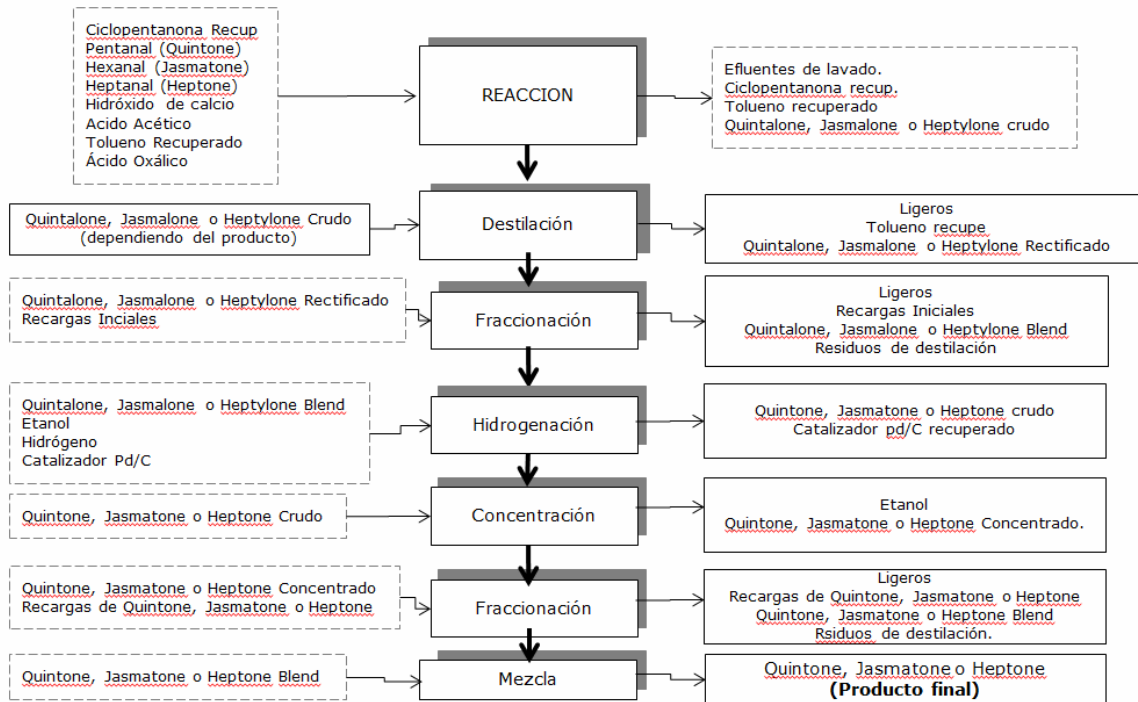 Ciclopentanona Recup
Pentanal (Quintone)
Hexanal (Jasmatone)
Heptanal (Heptone)
Hidróxido de calcio
Acido Acético
Tolueno Recuperado
Ácido Oxálico
REACCION
Efluentes de lavado.
Ciclopentanona recup.
Tolueno recuperado
Quintalone, Jasmalone o Heptylone crudo
Quintalone, Jasmalone o Heptylone Crudo
(dependiendo del producto)
Destilación
Ligeros
Tolueno recupe
Quintalone, Jasmalone o Heptylone Rectificado
Quintalone, Jasmalone o Heptylone Rectificado
Recargas Inciales
Fraccionación
Ligeros
Recargas Iniciales
Quintalone, Jasmalone o Heptylone Blend
Residuos de destilación
Quintalone, Jasmalone o Heptylone Blend
Etanol
Hidrógeno
Catalizador Pd/C
Hidrogenación
Quintone, Jasmatone o Heptone crudo
Catalizador pd/C recuperado
Quintone, Jasmatone o Heptone Crudo
Concentración
Etanol
Quintone, Jasmatone o Heptone Concentrado.
Quintone, Jasmatone o Heptone Concentrado
Recargas de Quintone, Jasmatone o Heptone
Fraccionación
Ligeros
Recargas de Quintone, Jasmatone o Heptone
Quintone, Jasmatone o Heptone Blend
Rsiduos de destilación.
Quintone, Jasmatone o Heptone Blend
Mezcla
Quintone, Jasmatone o Heptone
(Producto final)